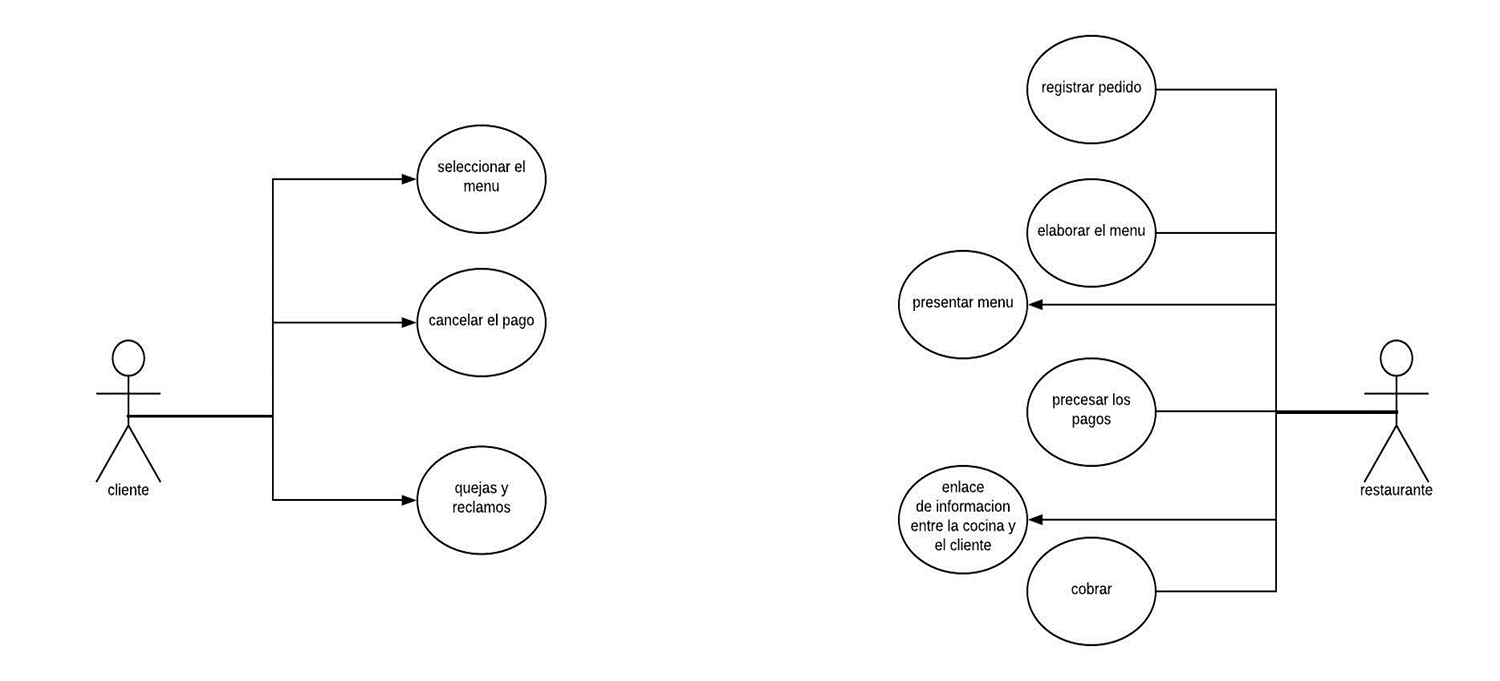 seleccionar el
menu
cancelar el pago
quejas y
reclamos
cliente
registrar pedido
elaborar el menu
presentar menu
precesar los
pagos
enlace
de informacion
entre la cocina y
el cliente
cobrar
restaurante